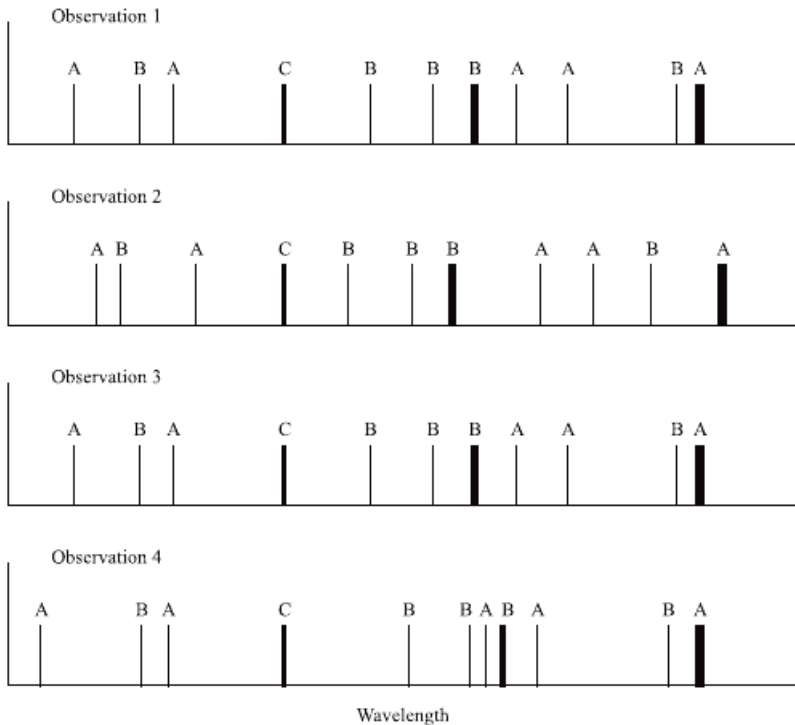 Observation 1
A B A C B B B A A B A
Observation 2
A B A C B B B A A B A
Observation 3
A B A C B B B A A B A
Observation 4
A B A C B B A B A B A
Wavelength